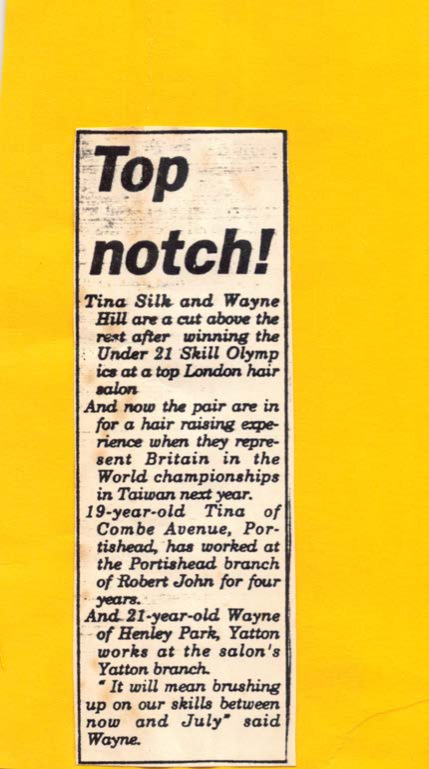 Top
notch!
Tina Silk and Wayne
Hill are a cut above the
rest after winning the
Under 21 Skill Olymp
ics at a top London hair
salon
And now the pair are in
for a hair raising expe-
rience when they repre-
sent Britain in the
World championships
in Taiwan next year.
19-year-old Tina of
Combe Avenue, Por-
tishead, has worked at
the Portishead branch
of Robert John for four
years.
And 21-year-old Wayne
of Henley Park, Yatton
works at the salon's
Yatton branch.
" It will mean brushing
up on our skills between
now and July" said
Wayne.